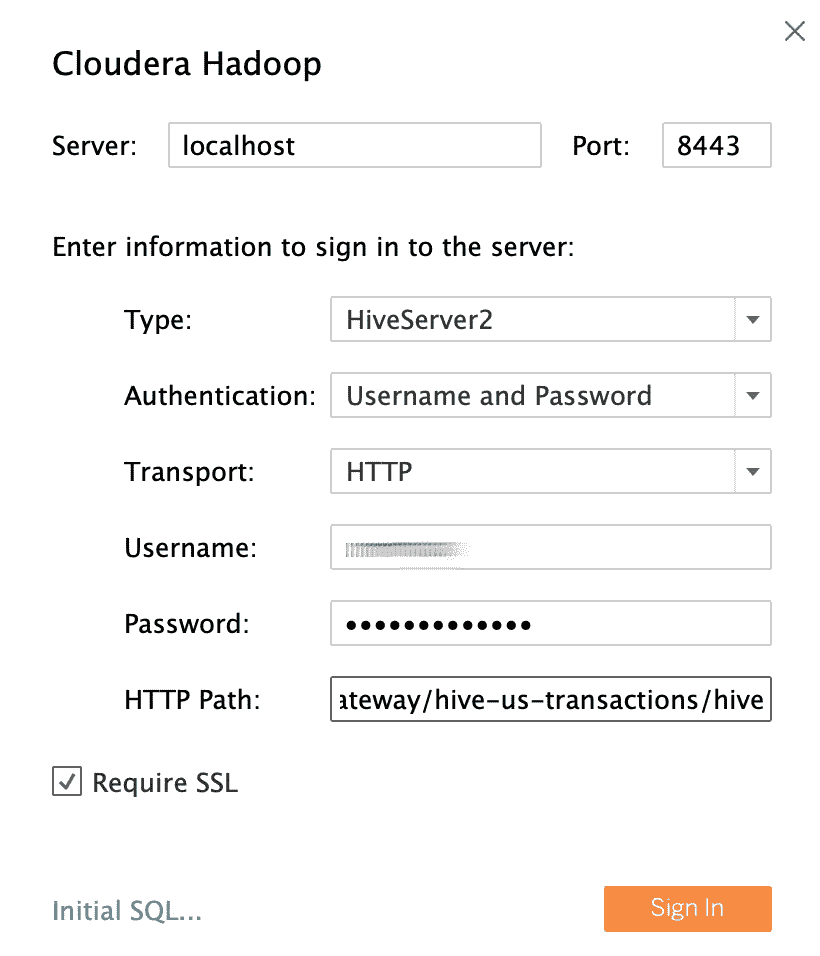 Cloudera Hadoop
Server: localhost Port: 8443
Enter information to sign in to the server:
Type: HiveServer2
Authentication: Username and Password
Transport: HTTP
Username:
Password: •••••••••••••
HTTP Path: ateway/hive-us-transactions/hive
Require SSL
Initial SQL... Sign In